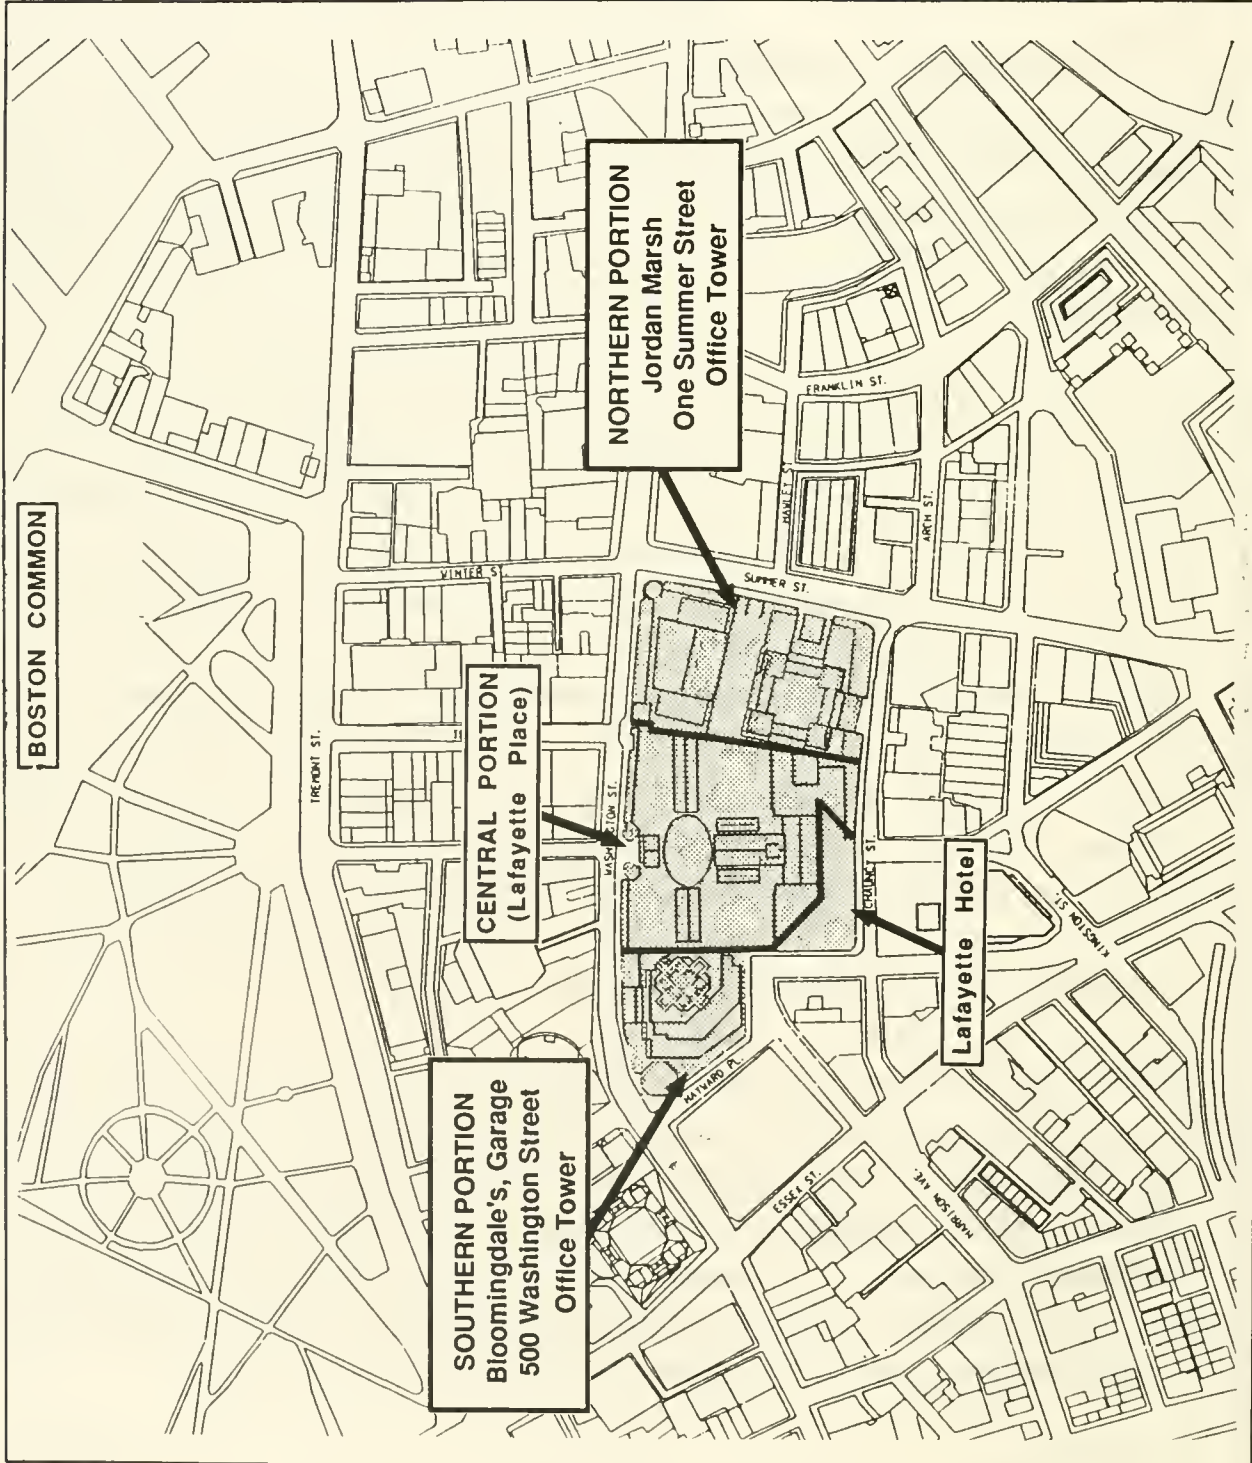 BOSTON COMMON
TREMONT ST.
WINTER ST.
NORTHERN PORTION
Jordan Marsh
One Summer Street
Office Tower
CENTRAL PORTION
(Lafayette Place)
WASHINGTON ST.
SUMMER ST.
HAWLEY ST.
FRANKLIN ST.
ARCH ST.
SOUTHERN PORTION
Bloomingdale's, Garage
500 Washington Street
Office Tower
HAYWARD PL.
CHAUNCY ST.
Lafayette Hotel
ESSEX ST.
HARRISON AVE.
KINGSTON ST.